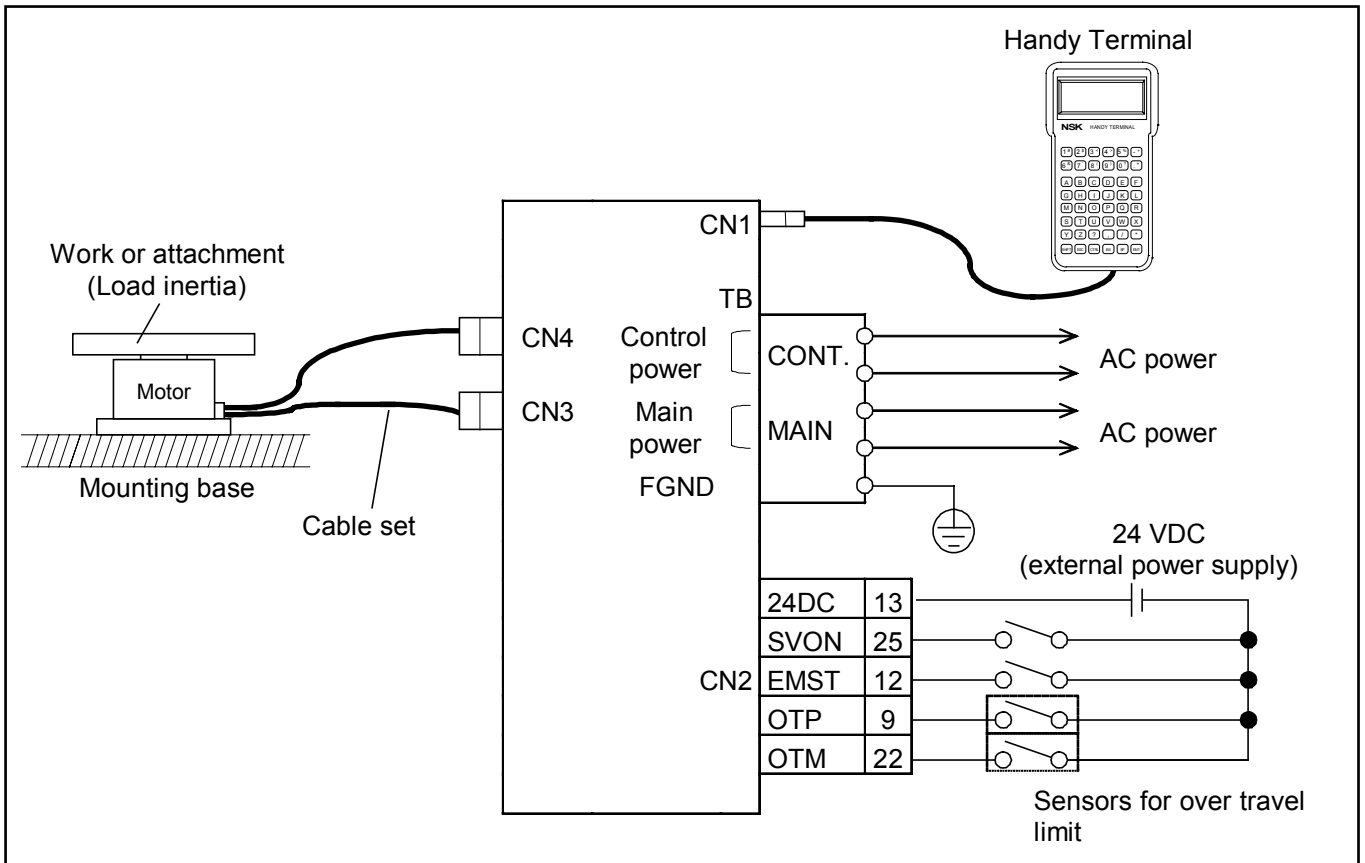 Handy Terminal
NSK HANDY TERMINAL
A B C D E F
G H I J K L
M N O P Q R
S T U V W X
Y Z ?
CN1
Work or attachment
(Load inertia)
TB
CN4
Control
power
CONT.
AC power
Motor
CN3
Main
power
MAIN
AC power
Mounting base
FGND
Cable set
24 VDC
(external power supply)
24DC 13
SVON 25
CN2 EMST 12
OTP 9
OTM 22
Sensors for over travel
limit